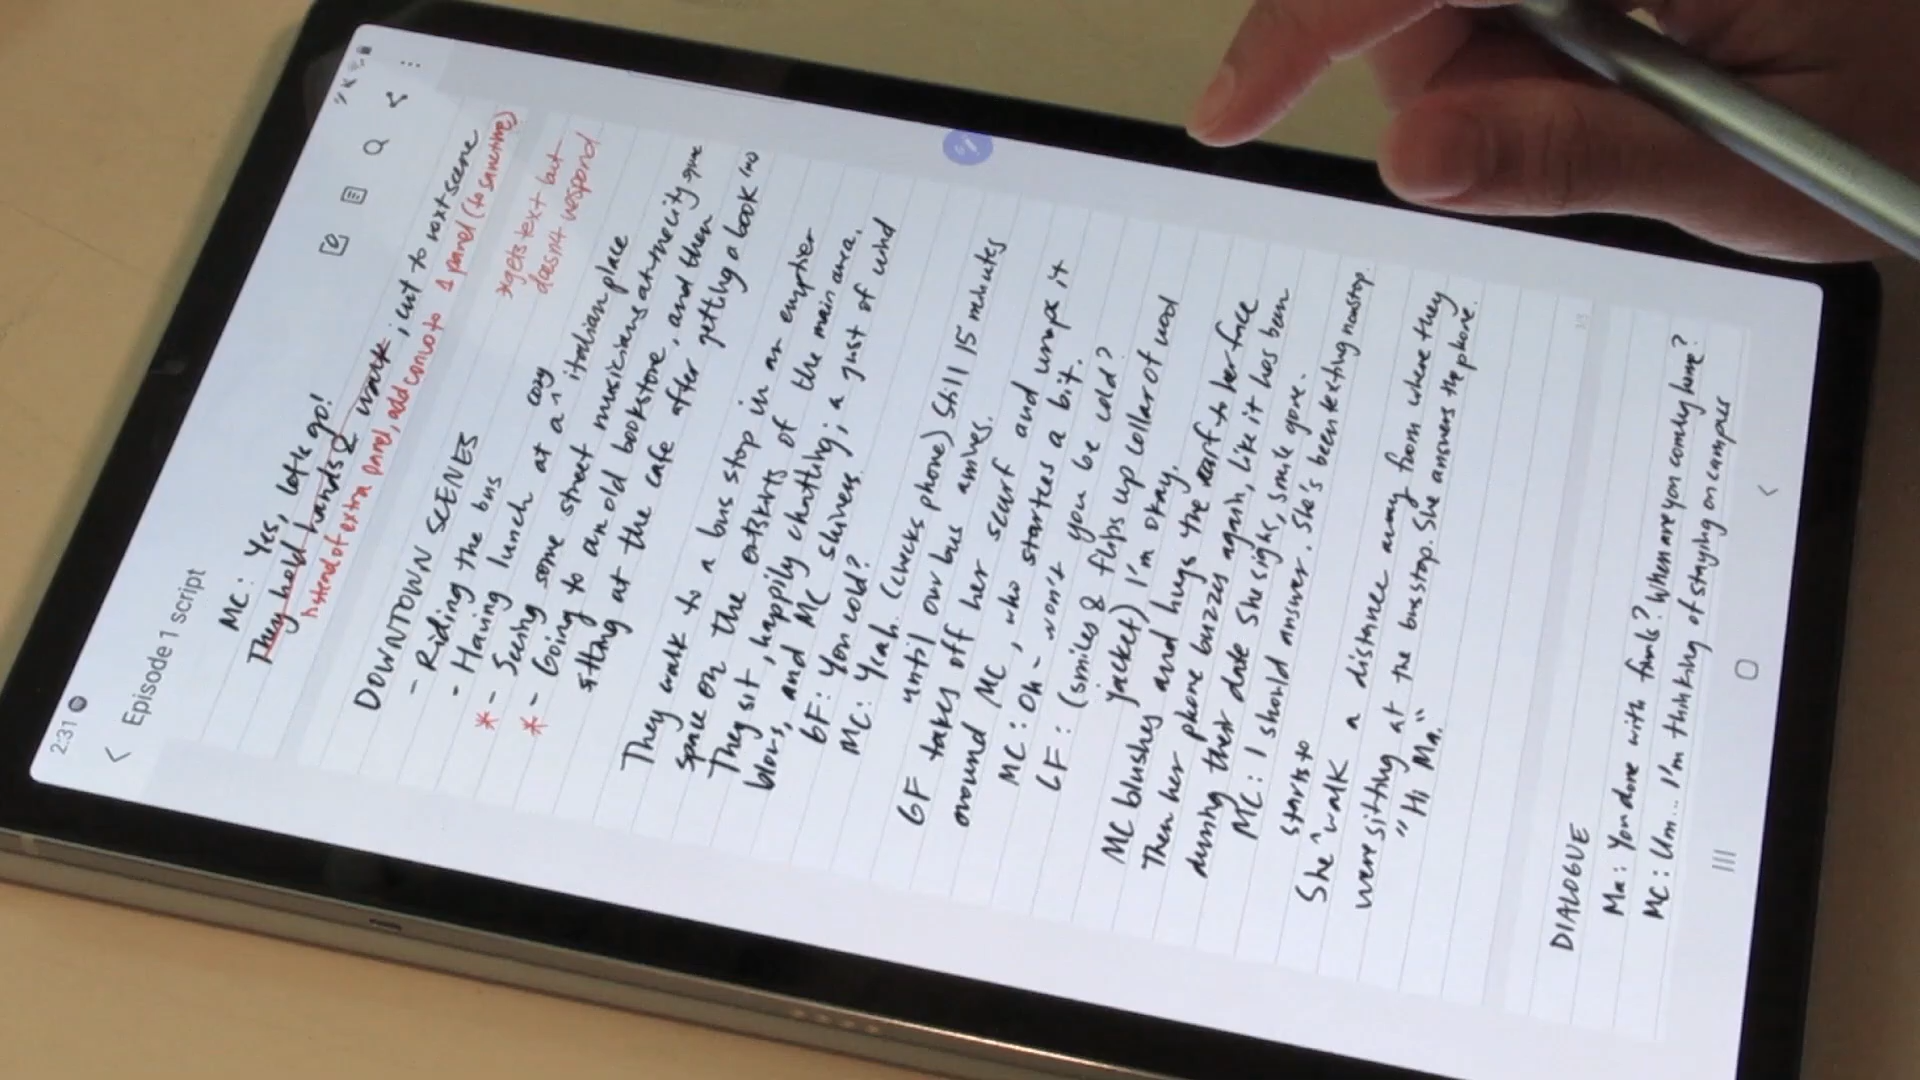 2:31
Episode 1 script
MC: Yes, let's go!
They hold hands & walk; cut to next scene
instead of extra panel, add convo to 1 panel (to save time)
DOWNTOWN SCENES
*gets text but
doesn't respond
- Riding the bus
- Having lunch at a cozy italian place
* - Seeing some street musicians at the city square
* - Going to an old bookstore, and then
sitting at the cafe after getting a book (no
They walk to a bus stop in an emptier
space on the outskirts of the main area.
They sit, happily chatting; a gust of wind
blows, and MC shivers.
GF: You cold?
MC: Yeah. (checks phone) Still 15 minutes
until our bus arrives.
GF takes off her scarf and wraps it
around MC, who startles a bit.
MC: Oh- won't you be cold?
GF: (smiles & flips up collar of wool
jacket) I'm okay.
MC blushes and hugs the scarf to her face
Then her phone buzzes again, like it has been
during their date She sighs, smile gone.
MC: I should answer. She's been texting nonstop.
She starts to walk a distance away from where they
were sitting at the bus stop. She answers the phone.
"Hi Ma."
DIALOGUE
Ma: You done with finals? When are you coming home?
MC: Um... I'm thinking of staying on campus